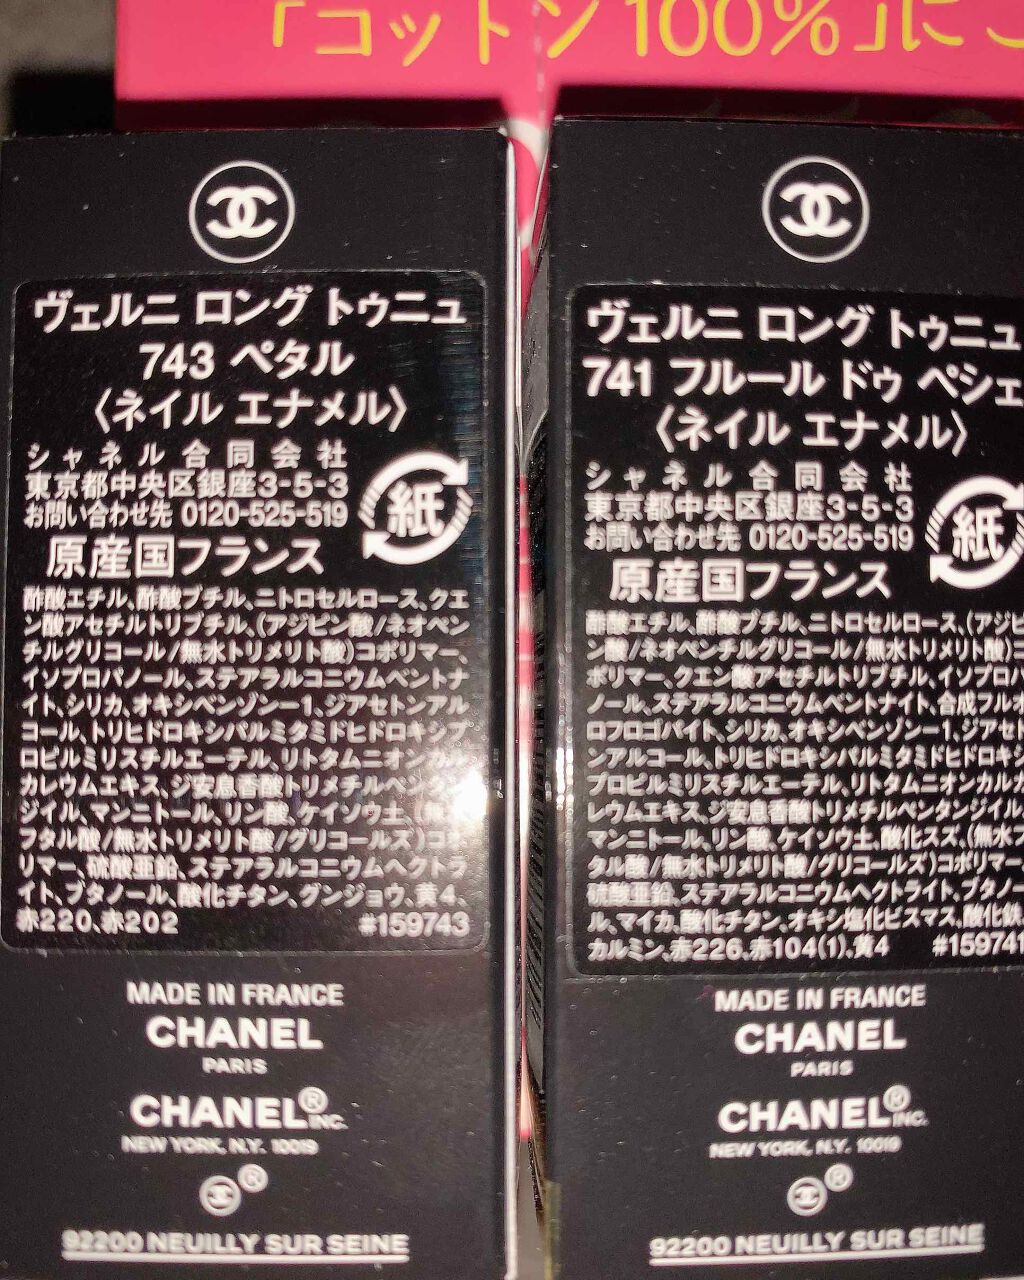 「コットン100%」にこ
ヴェルニ ロング トゥニュ
743 ペタル
〈ネイル エナメル〉
シャネル合同会社
東京都中央区銀座3-5-3
お問い合わせ先 0120-525-519
紙
原産国フランス
酢酸エチル、酢酸ブチル、ニトロセルロース、クエ
ン酸アセチルトリブチル、(アジピン酸/ネオペン
チルグリコール/無水トリメリト酸)コポリマー、
イソプロパノール、ステアラルコニウムベントナ
イト、シリカ、オキシベンゾン-1、ジアセトンアル
コール、トリヒドロキシパルミタミドヒドロキシプ
ロピルミリスチルエーテル、リトタムニオンカル
カレウムエキス、ジ安息香酸トリメチルペンタン
ジイル、マンニトール、リン酸、ケイソウ土、(無水
フタル酸/無水トリメリト酸/グリコールズ)コポ
リマー、硫酸亜鉛、ステアラルコニウムヘクトラ
イト、ブタノール、酸化チタン、グンジョウ、黄4、
赤220、赤202 #159743
MADE IN FRANCE
CHANEL
PARIS
CHANEL® INC.
NEW YORK, N.Y. 10019
®
92200 NEUILLY SUR SEINE
ヴェルニ ロング トゥニュ
741 フルール ドゥ ペシェ
〈ネイル エナメル〉
シャネル合同会社
東京都中央区銀座3-5-3
お問い合わせ先 0120-525-519
紙
原産国フランス
酢酸エチル、酢酸ブチル、ニトロセルロース、(アジピ
ン酸/ネオペンチルグリコール/無水トリメリト酸)コ
ポリマー、クエン酸アセチルトリブチル、イソプロパ
ノール、ステアラルコニウムベントナイト、合成フルオ
ロフロゴパイト、シリカ、オキシベンゾン-1、ジアセト
ンアルコール、トリヒドロキシパルミタミドヒドロキシ
プロピルミリスチルエーテル、リトタムニオンカルカ
レウムエキス、ジ安息香酸トリメチルペンタンジイル、
マンニトール、リン酸、ケイソウ土、酸化スズ、(無水フ
タル酸/無水トリメリト酸/グリコールズ)コポリマー、
硫酸亜鉛、ステアラルコニウムヘクトライト、ブタノー
ル、マイカ、酸化チタン、オキシ塩化ビスマス、酸化鉄、
カルミン、赤226、赤104(1)、黄4 #159741
MADE IN FRANCE
CHANEL
PARIS
CHANEL® INC.
NEW YORK, N.Y. 10019
®
92200 NEUILLY SUR SEINE